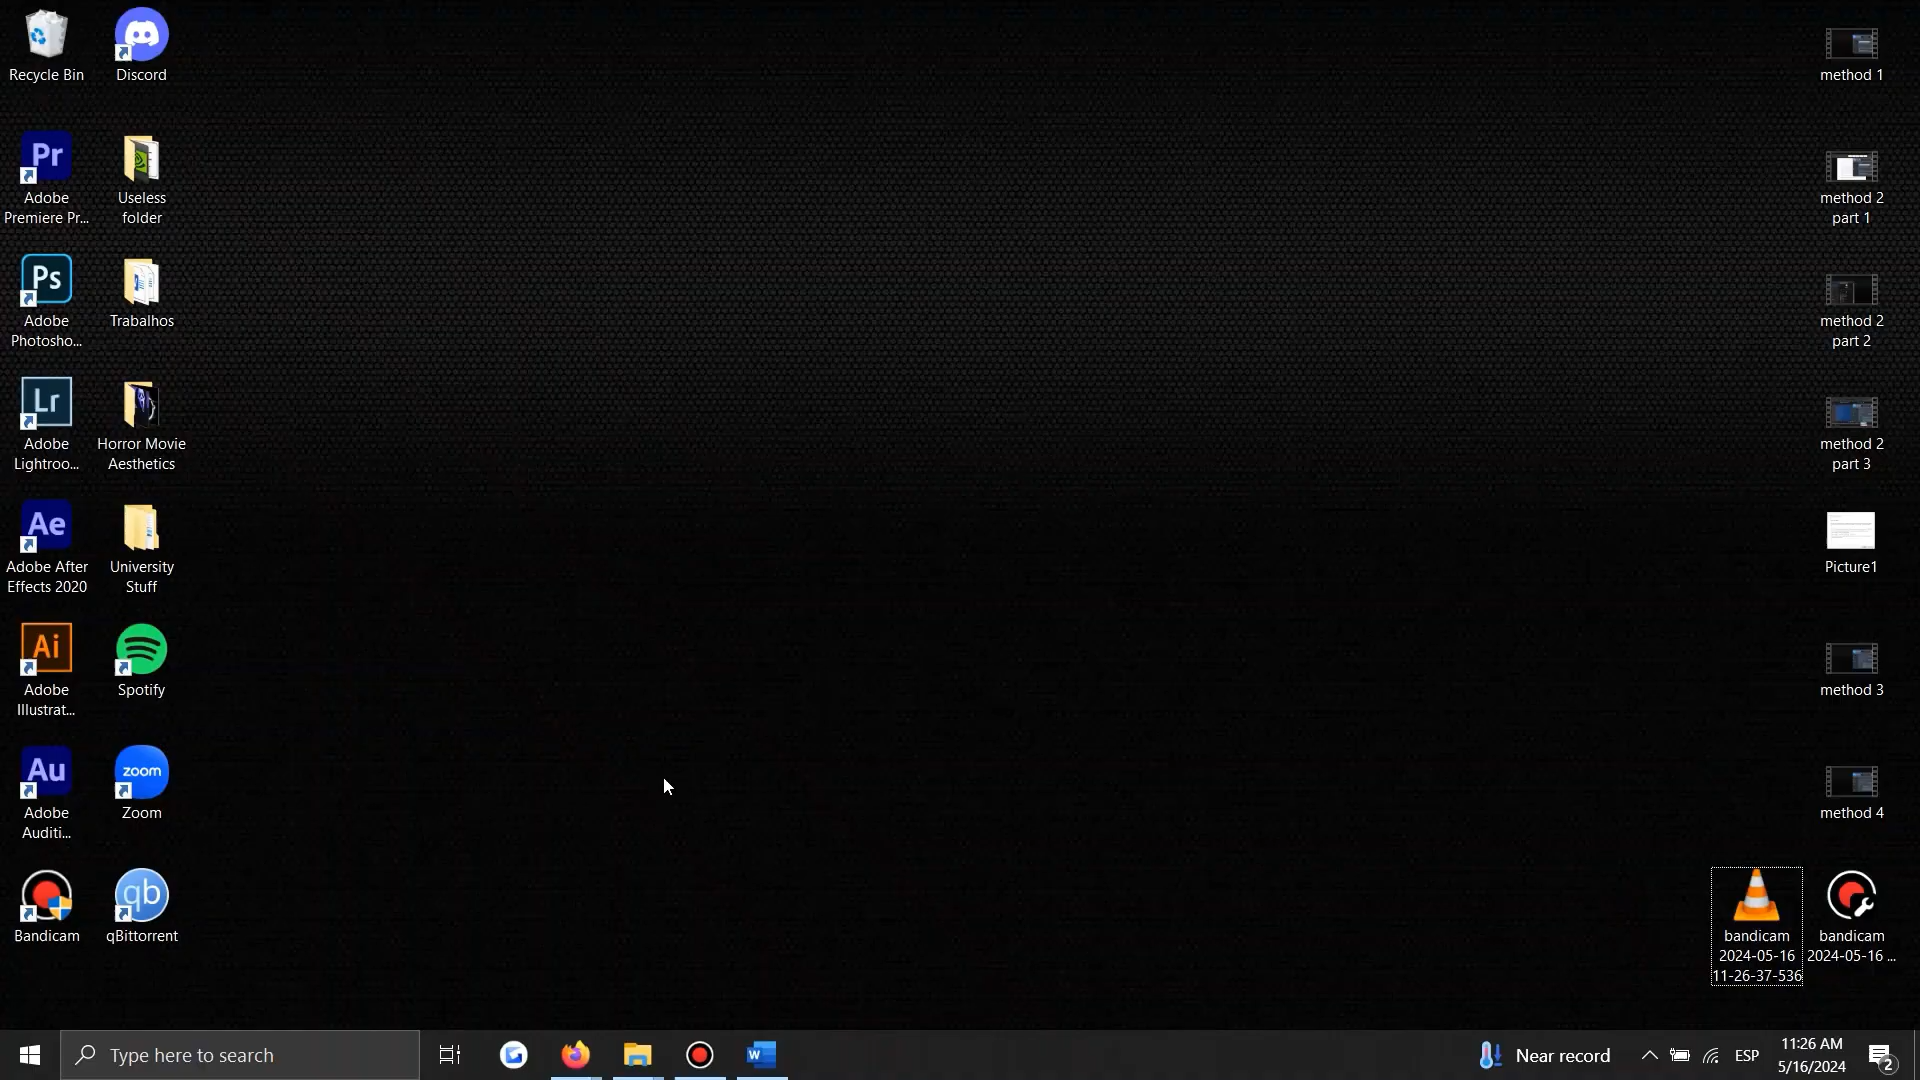 Recycle Bin
Discord
Pr
Adobe
Premiere Pr...
Useless
folder
Ps
Adobe
Photosho...
Trabalhos
Lr
Adobe
Lightroo...
Horror Movie
Aesthetics
Ae
Adobe After
Effects 2020
University
Stuff
Ai
Adobe
Illustrat...
Spotify
Au
Adobe
Auditi...
zoom
Zoom
Bandicam
qb
qBittorrent
method 1
method 2
part 1
method 2
part 2
method 2
part 3
Picture1
method 3
method 4
bandicam
2024-05-16
11-26-37-536
bandicam
2024-05-16 ...
Type here to search
W
Near record
ESP
11:26 AM
5/16/2024
2